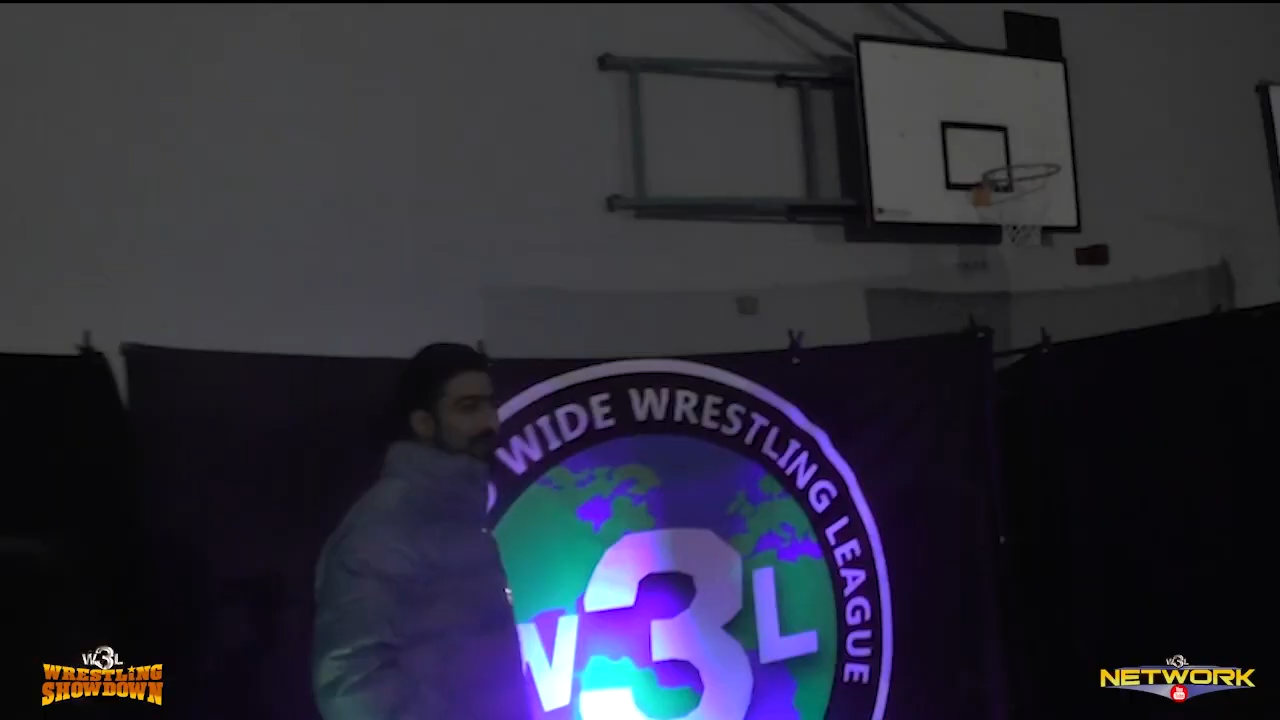 WIDE WRESTLING LEAGUE
W3L
W3L
WRESTLING
SHOWDOWN
W3L
NETWORK